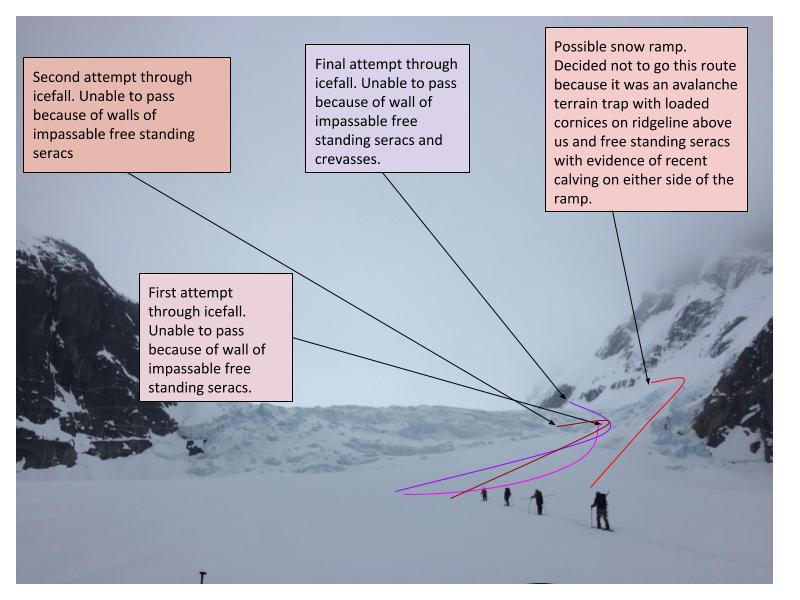 Second attempt through
icefall. Unable to pass
because of walls of
impassable free standing
seracs
Final attempt through
icefall. Unable to pass
because of wall of
impassable free
standing seracs and
crevasses.
Possible snow ramp.
Decided not to go this route
because it was an avalanche
terrain trap with loaded
cornices on ridgeline above
us and free standing seracs
with evidence of recent
calving on either side of the
ramp.
First attempt
through icefall.
Unable to pass
because of wall of
impassable free
standing seracs.